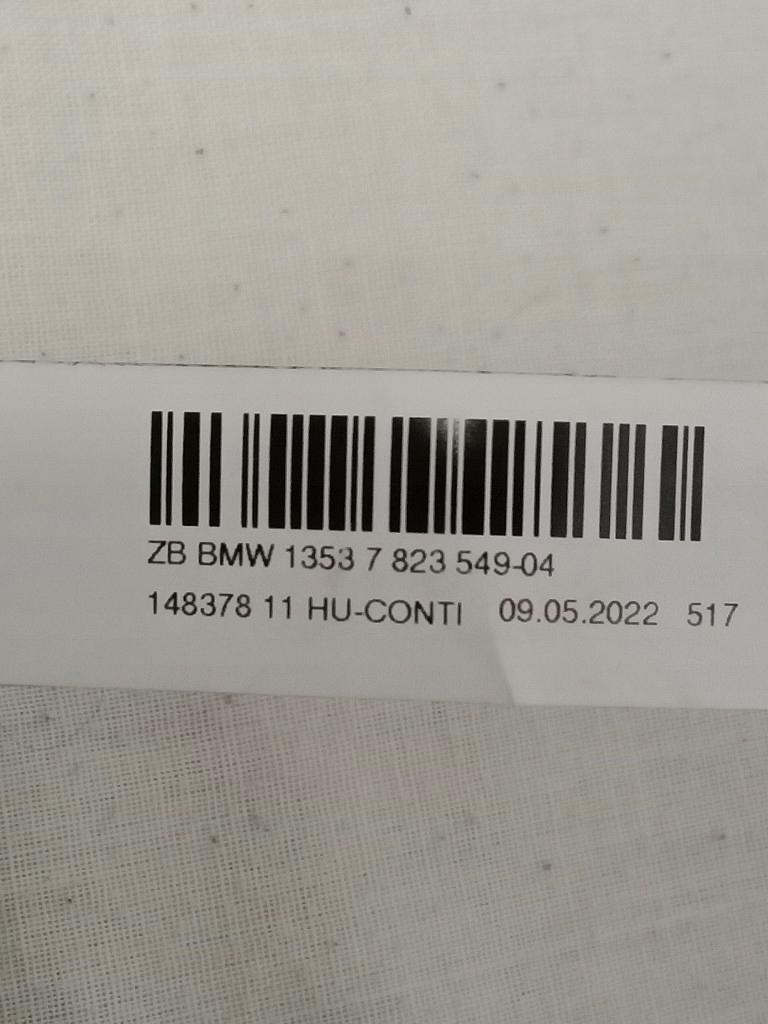 ZB BMW 1353 7 823 549-04
148378 11 HU-CONTI 09.05.2022 517